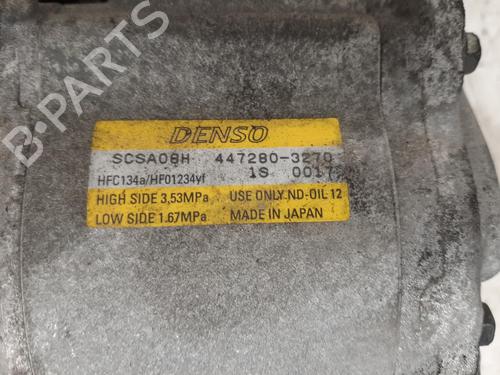 DENSO
SCSA08H 447280-3270
HFC134a/HFO1234yf 1S 0017
HIGH SIDE 3,53MPa USE ONLY ND-OIL 12
LOW SIDE 1.67MPa MADE IN JAPAN
B-PARTS